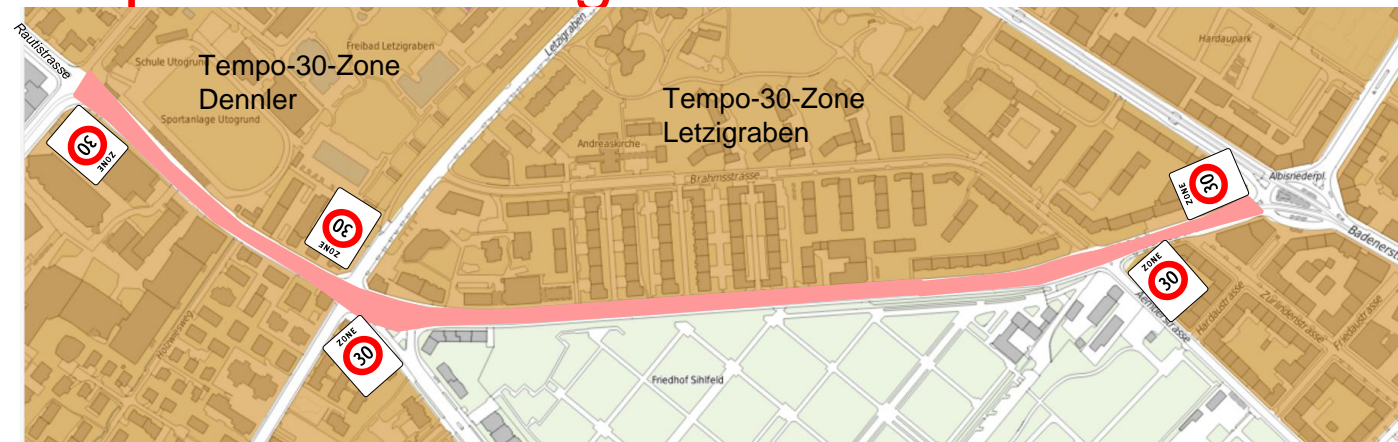 Rautistrasse
Schule Utogrund
Freibad Letzigraben
Letzigraben
Hardaupark
Tempo-30-Zone
Dennler
Tempo-30-Zone
Letzigraben
Sportanlage Utogrund
Andreaskirche
Brahmsstrasse
Albisriederpl.
30
ZONE
30
ZONE
30
ZONE
30
ZONE
30
ZONE
Badenerst
Hardaustrasse
Zurlindenstrasse
Friedaustrasse
Aemtlerstrasse
Holzwiesweg
Friedhof Sihlfeld